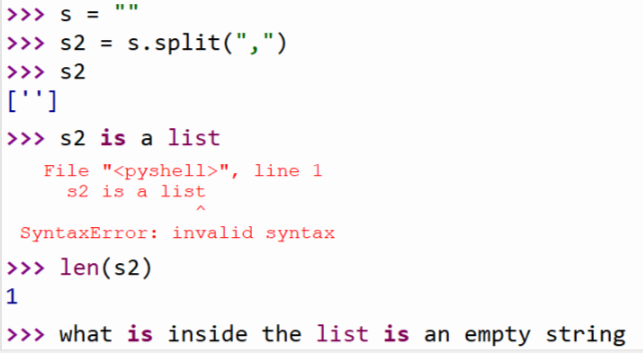 >>> s = ""
>>> s2 = s.split(",")
>>> s2
['']
>>> s2 is a list
File "<pyshell>", line 1
s2 is a list
^
SyntaxError: invalid syntax
>>> len(s2)
1
>>> what is inside the list is an empty string